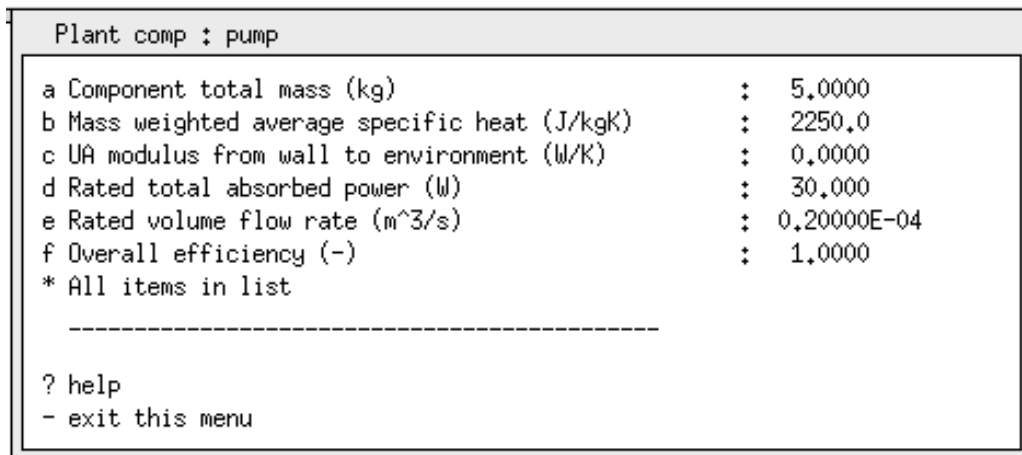 Plant comp : pump
a Component total mass (kg) : 5.0000
b Mass weighted average specific heat (J/kgK) : 2250.0
c UA modulus from wall to environment (W/K) : 0.0000
d Rated total absorbed power (W) : 30.000
e Rated volume flow rate (m^3/s) : 0.20000E-04
f Overall efficiency (-) : 1.0000
* All items in list
--------------------------------------------
? help
- exit this menu